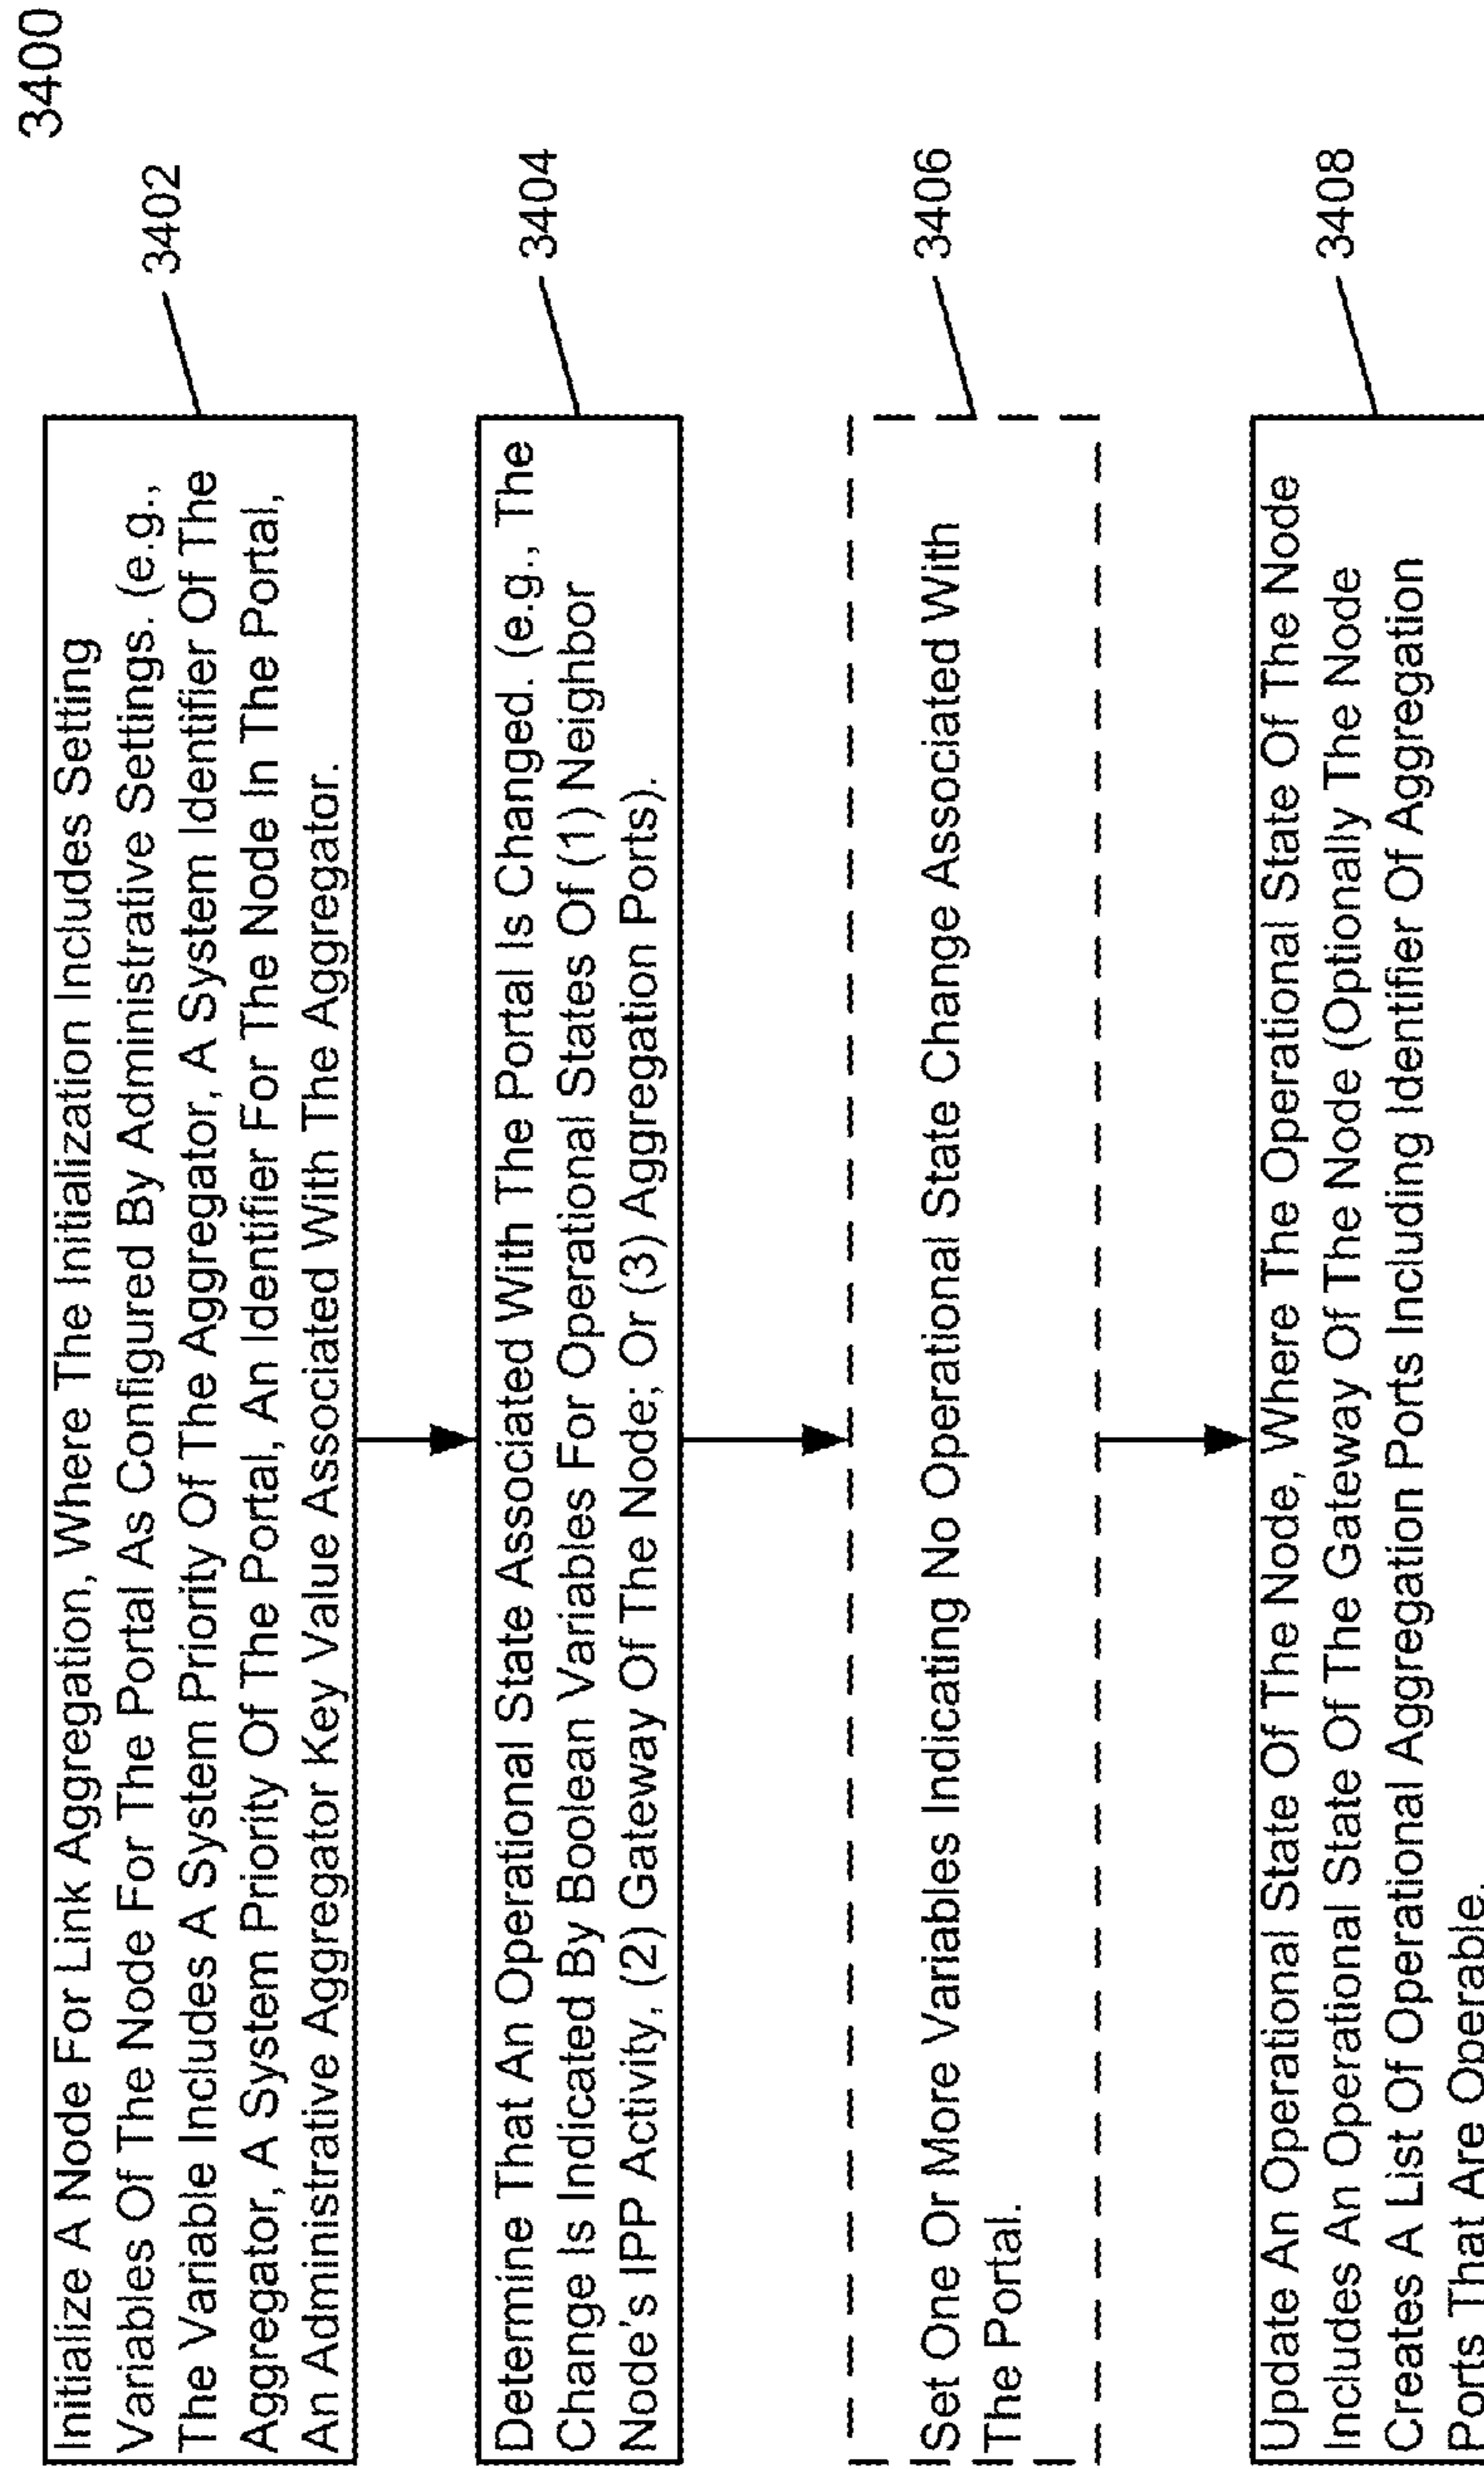 3400
Initialize A Node For Link Aggregation, Where The Initialization Includes Setting
Variables Of The Node For The Portal As Configured By Administrative Settings. (e.g.,
The Variable Includes A System Priority Of The Aggregator, A System Identifier Of The
Aggregator, A System Priority Of The Portal, An Identifier For The Node In The Portal,
An Administrative Aggregator Key Value Associated With The Aggregator.
3402
Determine That An Operational State Associated With The Portal Is Changed. (e.g., The
Change Is Indicated By Boolean Variables For Operational States Of (1) Neighbor
Node's IPP Activity, (2) Gateway Of The Node; Or (3) Aggregation Ports).
3404
Set One Or More Variables Indicating No Operational State Change Associated With
The Portal.
3406
Update An Operational State Of The Node, Where The Operational State Of The Node
Includes An Operational State Of The Gateway Of The Node (Optionally The Node
Creates A List Of Operational Aggregation Ports Including Identifier Of Aggregation
Ports That Are Operable.
3408